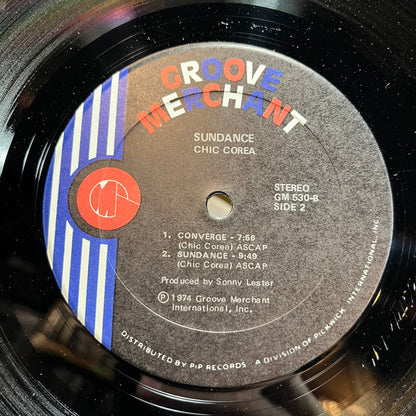 GROOVE
MERCHANT
SUNDANCE
CHIC COREA
STEREO
GM 530-B
SIDE 2
1. CONVERGE - 7:56
(Chic Corea) ASCAP
2. SUNDANCE - 9:49
(Chic Corea) ASCAP
Produced by Sonny Lester
Ⓟ 1974 Groove Merchant
International, Inc.
DISTRIBUTED BY PIP RECORDS A DIVISION OF PICKWICK INTERNATIONAL, INC